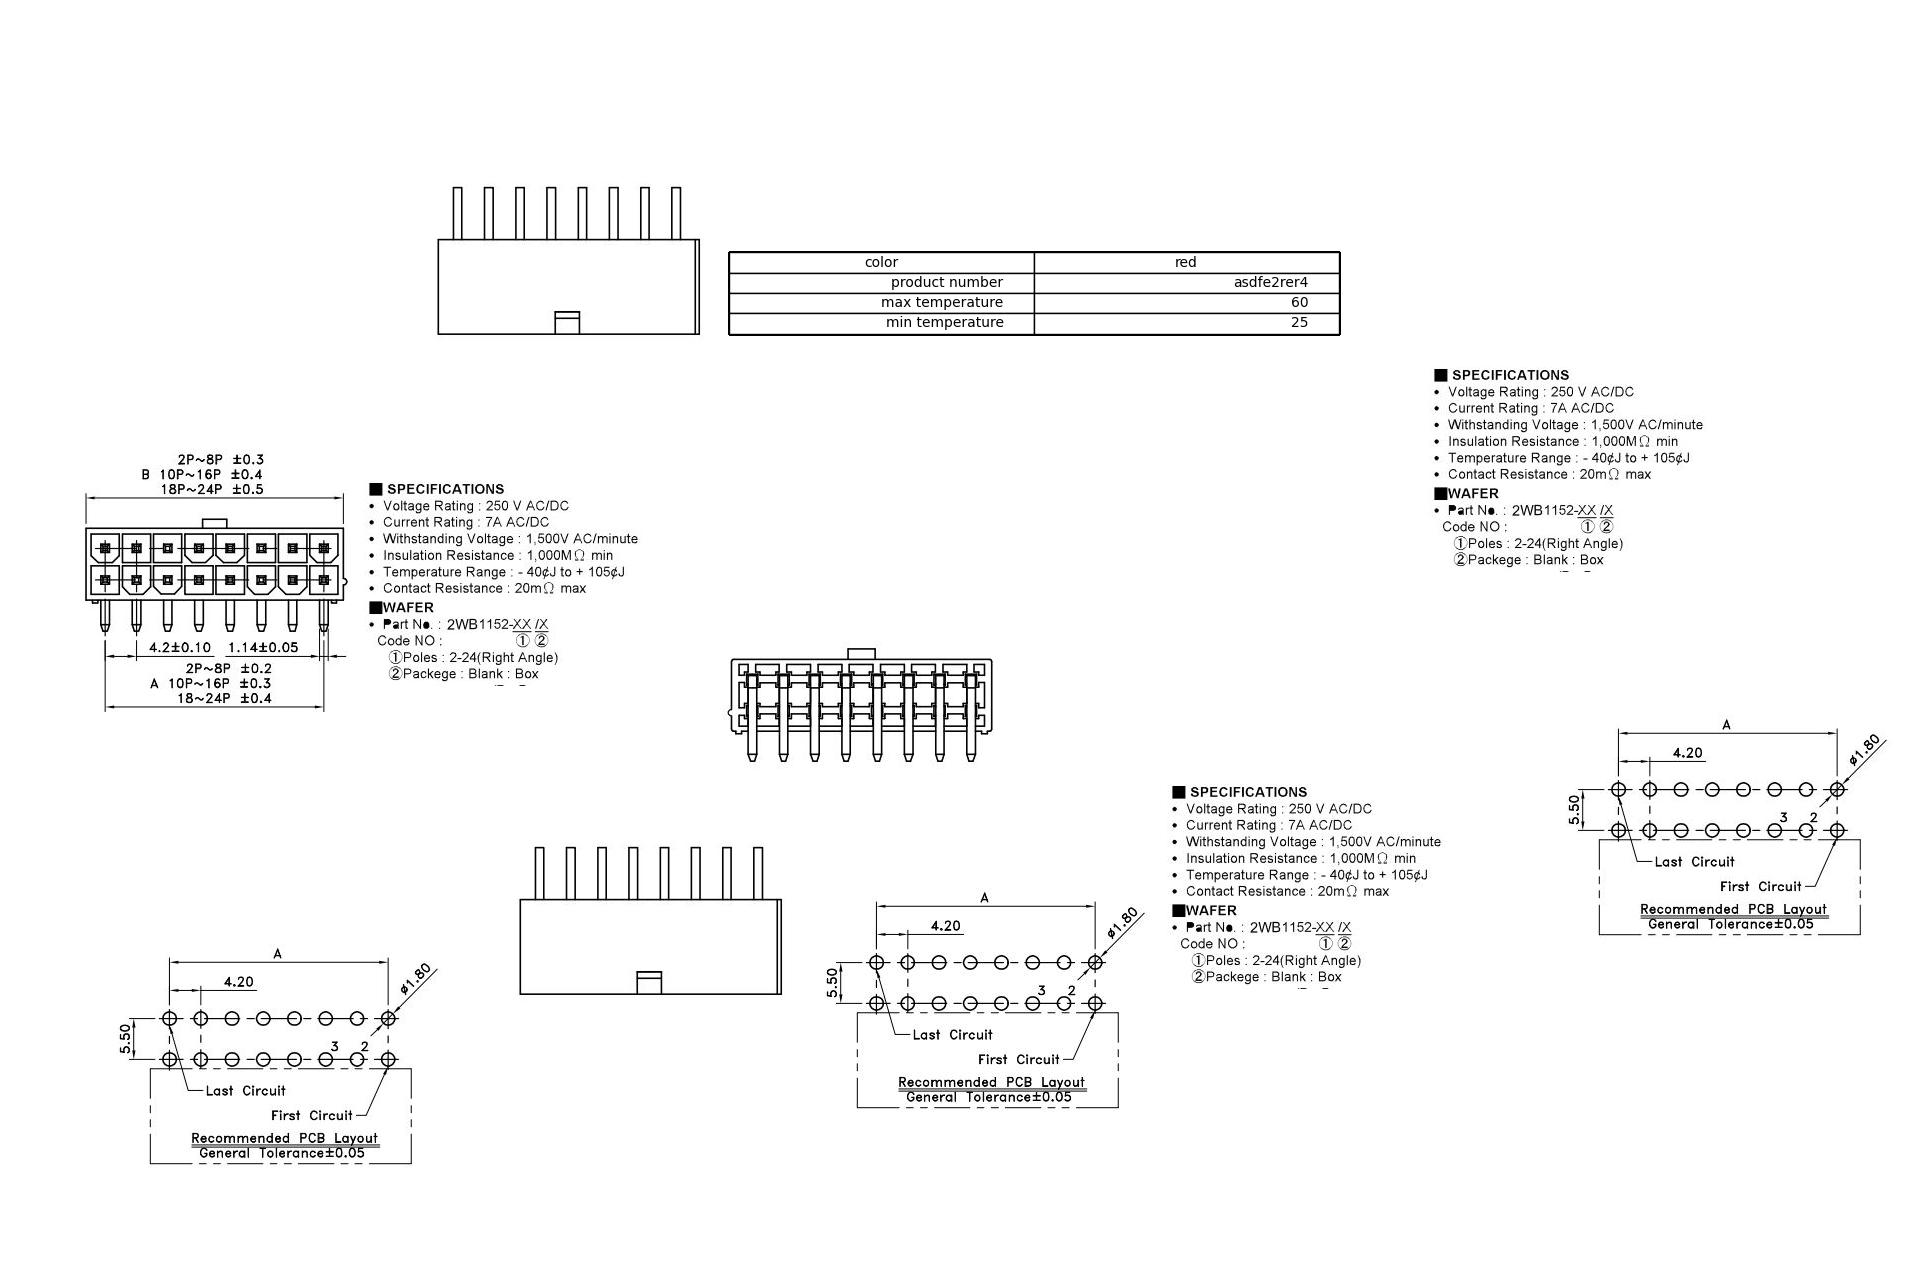 color red
product number asdfe2rer4
max temperature 60
min temperature 25
■ SPECIFICATIONS
• Voltage Rating : 250 V AC/DC
• Current Rating : 7A AC/DC
• Withstanding Voltage : 1,500V AC/minute
• Insulation Resistance : 1,000MΩ min
• Temperature Range : - 40¢J to + 105¢J
• Contact Resistance : 20mΩ max
■WAFER
• Part No. : 2WB1152-XX /X
Code NO : ① ②
①Poles : 2-24(Right Angle)
②Packege : Blank : Box
2P~8P ±0.3
B 10P~16P ±0.4
18P~24P ±0.5
4.2±0.10 1.14±0.05
2P~8P ±0.2
A 10P~16P ±0.3
18~24P ±0.4
■ SPECIFICATIONS
• Voltage Rating : 250 V AC/DC
• Current Rating : 7A AC/DC
• Withstanding Voltage : 1,500V AC/minute
• Insulation Resistance : 1,000MΩ min
• Temperature Range : - 40¢J to + 105¢J
• Contact Resistance : 20mΩ max
■WAFER
• Part No. : 2WB1152-XX /X
Code NO : ① ②
①Poles : 2-24(Right Angle)
②Packege : Blank : Box
A
4.20
ø1.80
5.50
3 2
Last Circuit
First Circuit
Recommended PCB Layout
General Tolerance±0.05
■ SPECIFICATIONS
• Voltage Rating : 250 V AC/DC
• Current Rating : 7A AC/DC
• Withstanding Voltage : 1,500V AC/minute
• Insulation Resistance : 1,000MΩ min
• Temperature Range : - 40¢J to + 105¢J
• Contact Resistance : 20mΩ max
■WAFER
• Part No. : 2WB1152-XX /X
Code NO : ① ②
①Poles : 2-24(Right Angle)
②Packege : Blank : Box
A
4.20
ø1.80
5.50
3 2
Last Circuit
First Circuit
Recommended PCB Layout
General Tolerance±0.05
A
4.20
ø1.80
5.50
3 2
Last Circuit
First Circuit
Recommended PCB Layout
General Tolerance±0.05